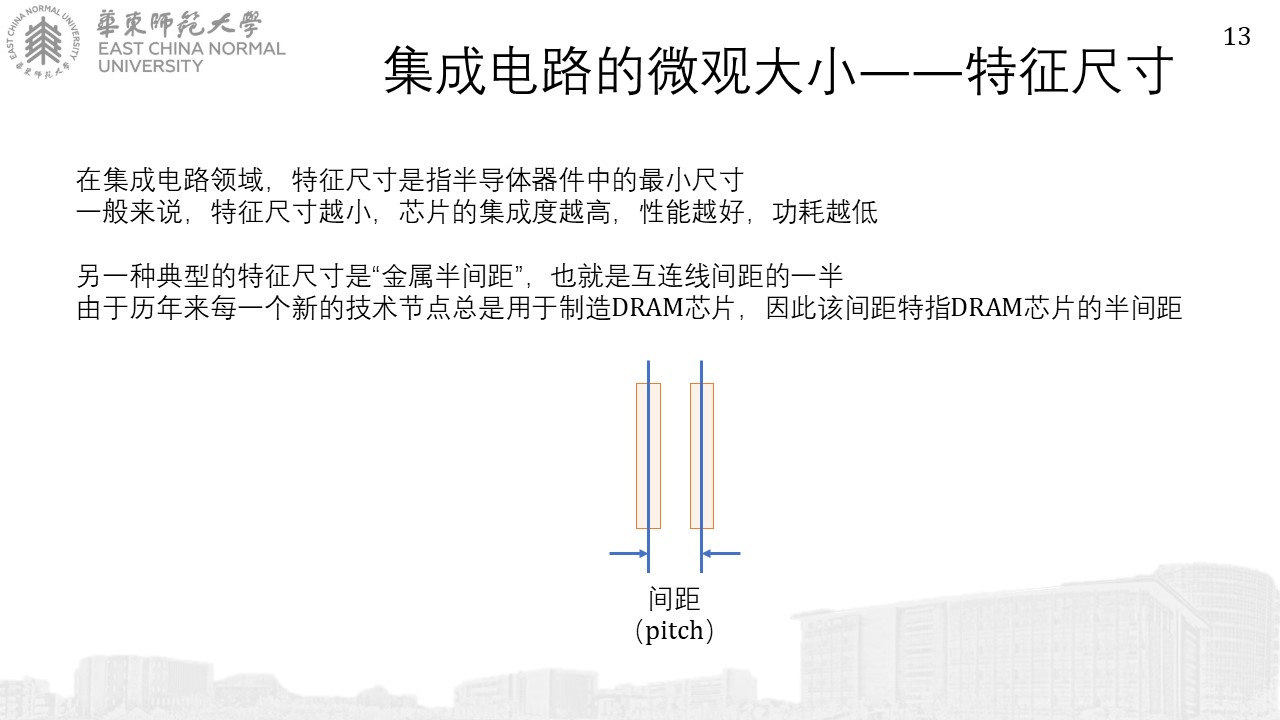 華東師範大學
EAST CHINA NORMAL
UNIVERSITY
EAST CHINA NORMAL UNIVERSITY
華東師範大學
集成电路的微观大小——特征尺寸
13
在集成电路领域，特征尺寸是指半导体器件中的最小尺寸
一般来说，特征尺寸越小，芯片的集成度越高，性能越好，功耗越低
另一种典型的特征尺寸是“金属半间距”，也就是互连线间距的一半
由于历年来每一个新的技术节点总是用于制造DRAM芯片，因此该间距特指DRAM芯片的半间距
间距
（pitch）